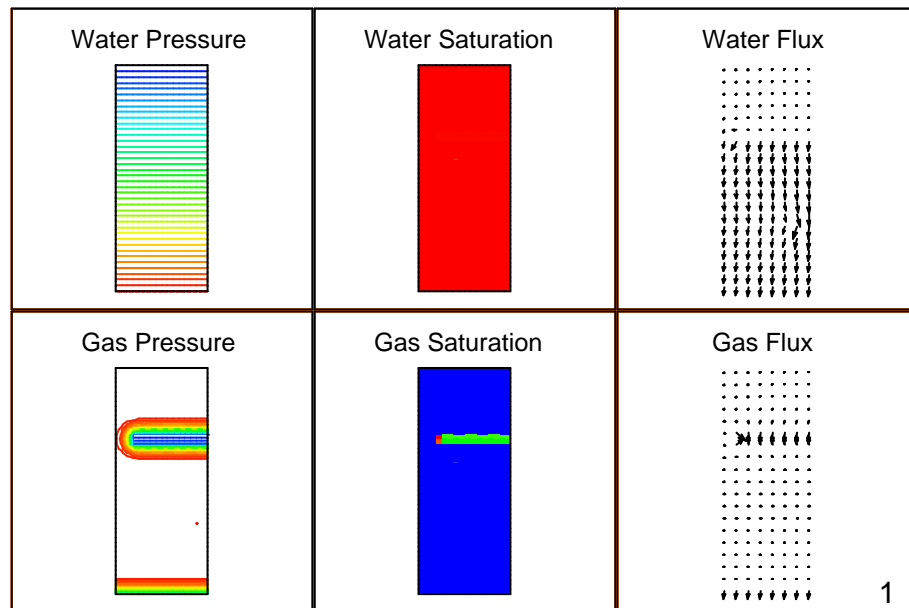 Water Pressure
Water Saturation
Water Flux
Gas Pressure
Gas Saturation
Gas Flux
1